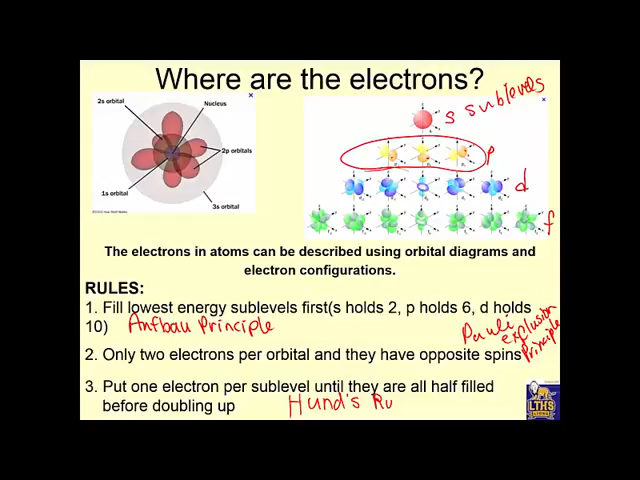 Where are the electrons?
2s orbital
Nucleus
2p orbitals
1s orbital
3s orbital
s sublevels
p
d
f
The electrons in atoms can be described using orbital diagrams and
electron configurations.
RULES:
1. Fill lowest energy sublevels first(s holds 2, p holds 6, d holds
10) Anfbau Principle
Pauli
explusion
Principle
2. Only two electrons per orbital and they have opposite spins
3. Put one electron per sublevel until they are all half filled
before doubling up
Hund's Ru
LTHS